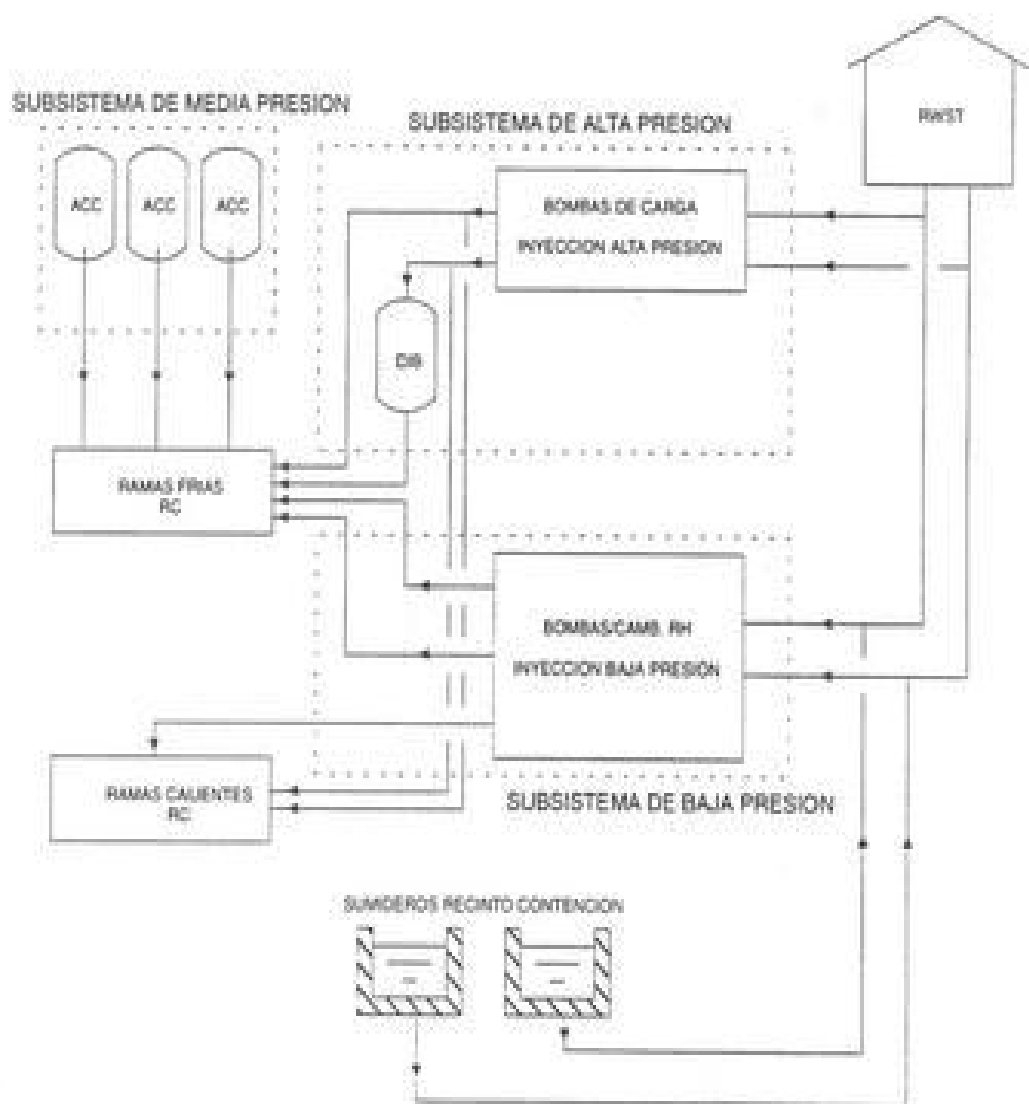 SUBSISTEMA DE MEDIA PRESION
ACC
ACC
ACC
SUBSISTEMA DE ALTA PRESION
BOMBAS DE CARGA
INYECCION ALTA PRESION
RWST
RAMAS FRIAS
RC
BOMBAS/CAMB. RH
INYECCION BAJA PRESION
RAMAS CALIENTES
RC
SUBSISTEMA DE BAJA PRESION
SUMIDEROS RECINTO CONTENCION